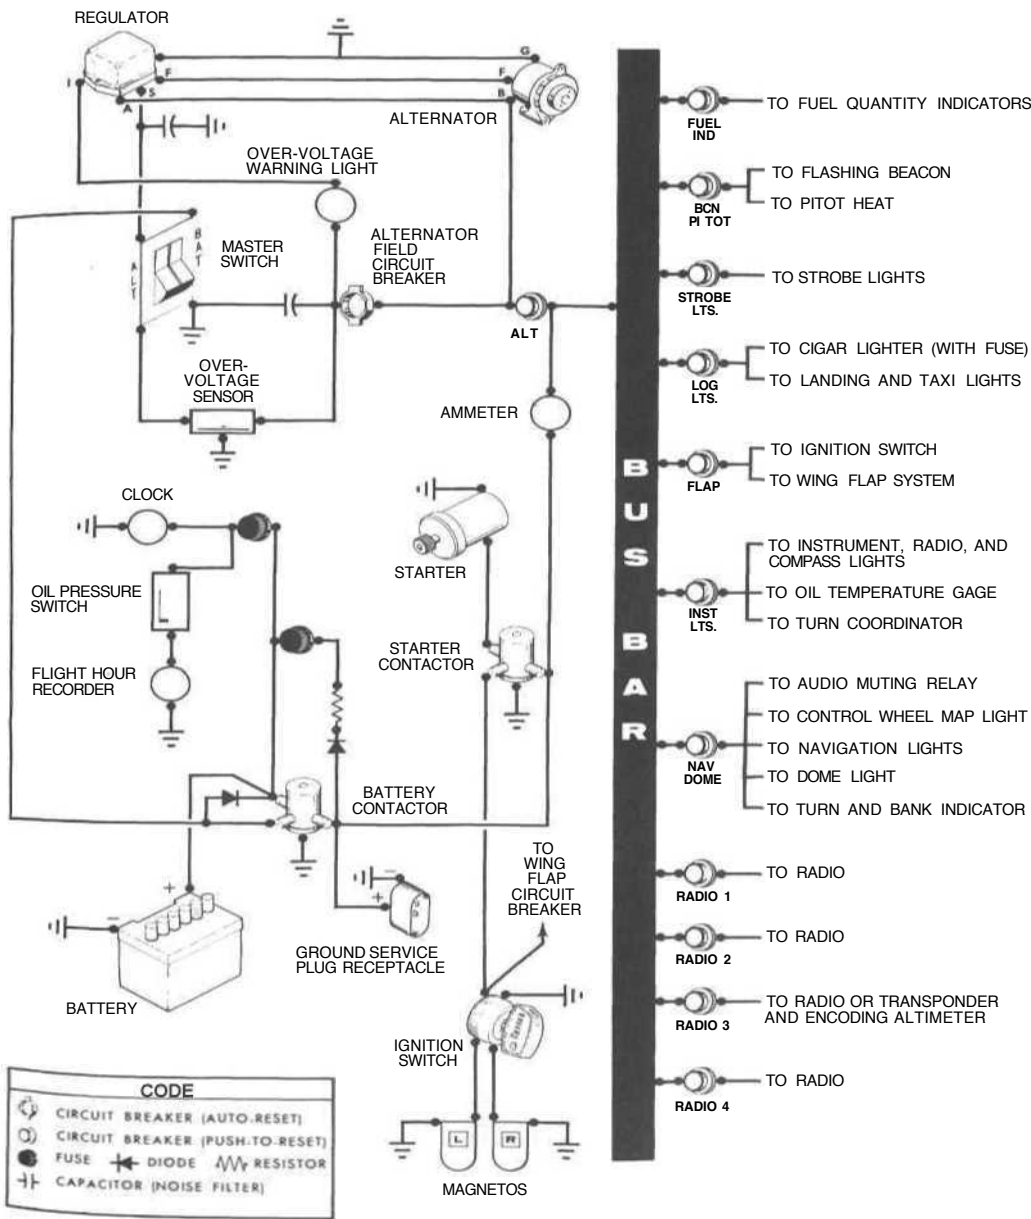 REGULATOR
I
F
S
A
G
F
B
ALTERNATOR
OVER-VOLTAGE
WARNING LIGHT
BAT
ALT
MASTER
SWITCH
ALTERNATOR
FIELD
CIRCUIT
BREAKER
ALT
OVER-
VOLTAGE
SENSOR
AMMETER
CLOCK
OIL PRESSURE
SWITCH
FLIGHT HOUR
RECORDER
STARTER
STARTER
CONTACTOR
BATTERY
CONTACTOR
+
−
BATTERY
−
+
GROUND SERVICE
PLUG RECEPTACLE
TO
WING
FLAP
CIRCUIT
BREAKER
IGNITION
SWITCH
L
R
MAGNETOS
BUS BAR
FUEL
IND
TO FUEL QUANTITY INDICATORS
BCN
PI TOT
TO FLASHING BEACON
TO PITOT HEAT
STROBE
LTS.
TO STROBE LIGHTS
LOG
LTS.
TO CIGAR LIGHTER (WITH FUSE)
TO LANDING AND TAXI LIGHTS
FLAP
TO IGNITION SWITCH
TO WING FLAP SYSTEM
INST
LTS.
TO INSTRUMENT, RADIO, AND
COMPASS LIGHTS
TO OIL TEMPERATURE GAGE
TO TURN COORDINATOR
NAV
DOME
TO AUDIO MUTING RELAY
TO CONTROL WHEEL MAP LIGHT
TO NAVIGATION LIGHTS
TO DOME LIGHT
TO TURN AND BANK INDICATOR
RADIO 1
TO RADIO
RADIO 2
TO RADIO
RADIO 3
TO RADIO OR TRANSPONDER
AND ENCODING ALTIMETER
RADIO 4
TO RADIO
CODE
CIRCUIT BREAKER (AUTO-RESET)
CIRCUIT BREAKER (PUSH-TO-RESET)
FUSE DIODE RESISTOR
CAPACITOR (NOISE FILTER)